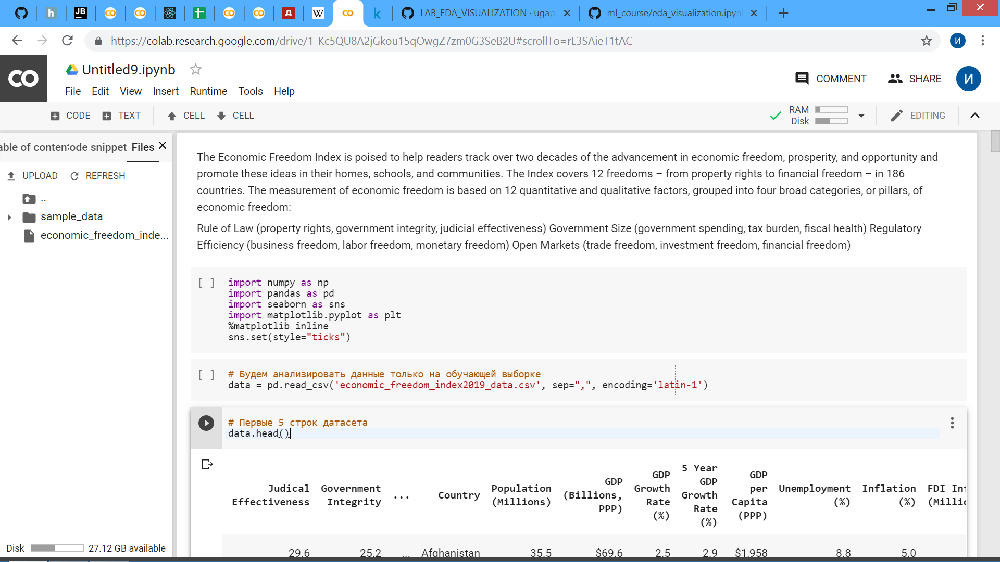 LAB_EDA_VISUALIZATION · ugap
ml_course/eda_visualization.ipyn
https://colab.research.google.com/drive/1_Kc5QU8A2jGkou15qOwgZ7zm0G3SeB2U#scrollTo=rL3SAieT1tAC
И
CO
Untitled9.ipynb
COMMENT
SHARE
И
File Edit View Insert Runtime Tools Help
CODE TEXT CELL CELL
RAM
Disk
EDITING
able of conten ode snippet Files
UPLOAD REFRESH
..
sample_data
economic_freedom_inde...
Disk 27.12 GB available
The Economic Freedom Index is poised to help readers track over two decades of the advancement in economic freedom, prosperity, and opportunity and
promote these ideas in their homes, schools, and communities. The Index covers 12 freedoms – from property rights to financial freedom – in 186
countries. The measurement of economic freedom is based on 12 quantitative and qualitative factors, grouped into four broad categories, or pillars, of
economic freedom:
Rule of Law (property rights, government integrity, judicial effectiveness) Government Size (government spending, tax burden, fiscal health) Regulatory
Efficiency (business freedom, labor freedom, monetary freedom) Open Markets (trade freedom, investment freedom, financial freedom)
[ ] import numpy as np
import pandas as pd
import seaborn as sns
import matplotlib.pyplot as plt
%matplotlib inline
sns.set(style="ticks")
[ ] # Будем анализировать данные только на обучающей выборке
data = pd.read_csv('economic_freedom_index2019_data.csv', sep=",", encoding='latin-1')
# Первые 5 строк датасета
data.head()
Judical Effectiveness
Government Integrity
...
Country
Population (Millions)
GDP (Billions, PPP)
GDP Growth Rate (%)
5 Year GDP Growth Rate (%)
GDP per Capita (PPP)
Unemployment (%)
Inflation (%)
FDI In
(Millio
29.6 25.2 ... Afghanistan 35.5 $69.6 2.5 2.9 $1,958 8.8 5.0